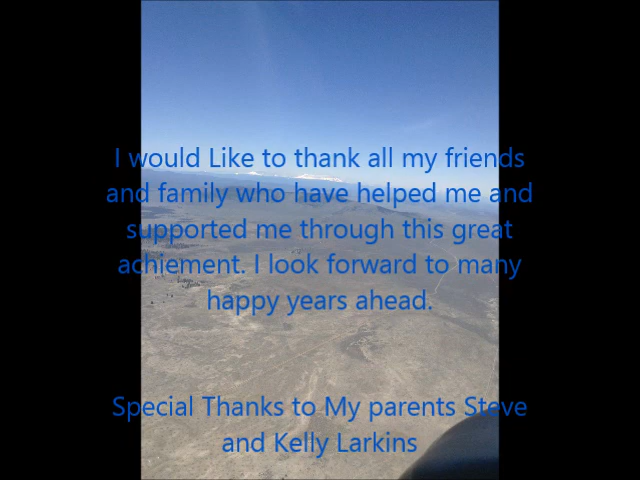 I would Like to thank all my friends
and family who have helped me and
supported me through this great
achiement. I look forward to many
happy years ahead.
Special Thanks to My parents Steve
and Kelly Larkins